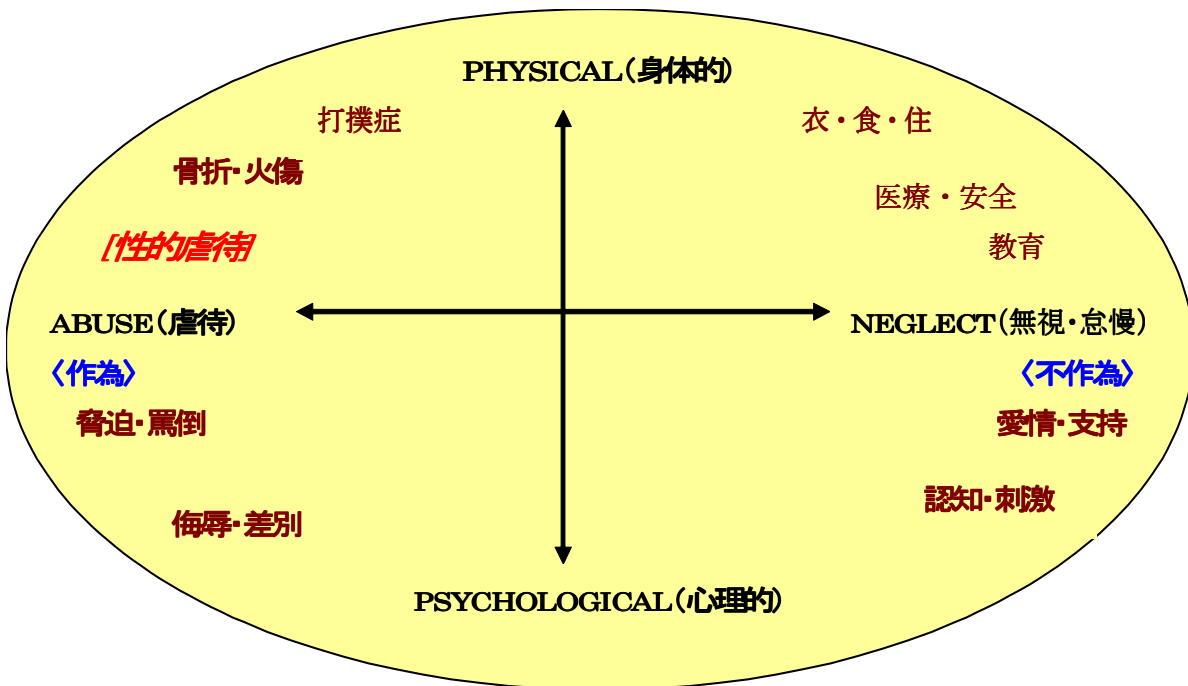 PHYSICAL（身体的）
打撲症
衣・食・住
骨折・火傷
医療・安全
[性的虐待]
教育
ABUSE（虐待）
NEGLECT（無視・怠慢）
〈作為〉
〈不作為〉
脅迫・罵倒
愛情・支持
認知・刺激
侮辱・差別
PSYCHOLOGICAL（心理的）